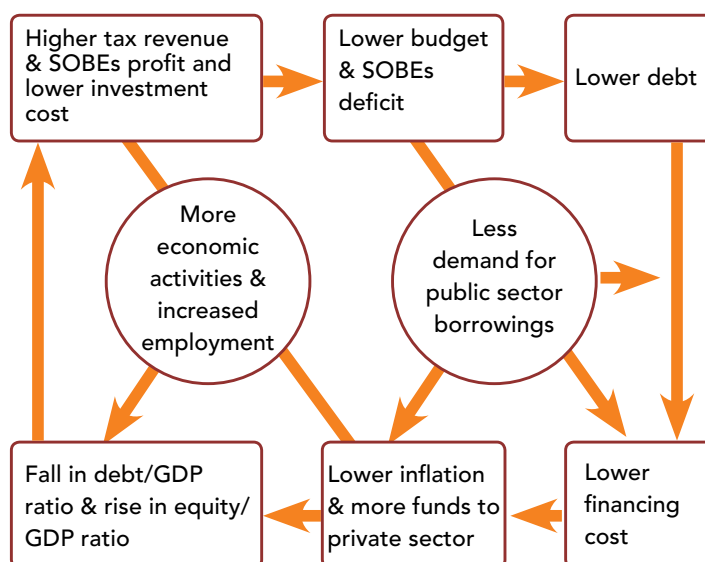 Higher tax revenue
& SOBEs profit and
lower investment
cost
Lower budget
& SOBEs
deficit
Lower debt
More
economic
activities &
increased
employment
Less
demand for
public sector
borrowings
Fall in debt/GDP
ratio & rise in equity/
GDP ratio
Lower inflation
& more funds to
private sector
Lower
financing
cost